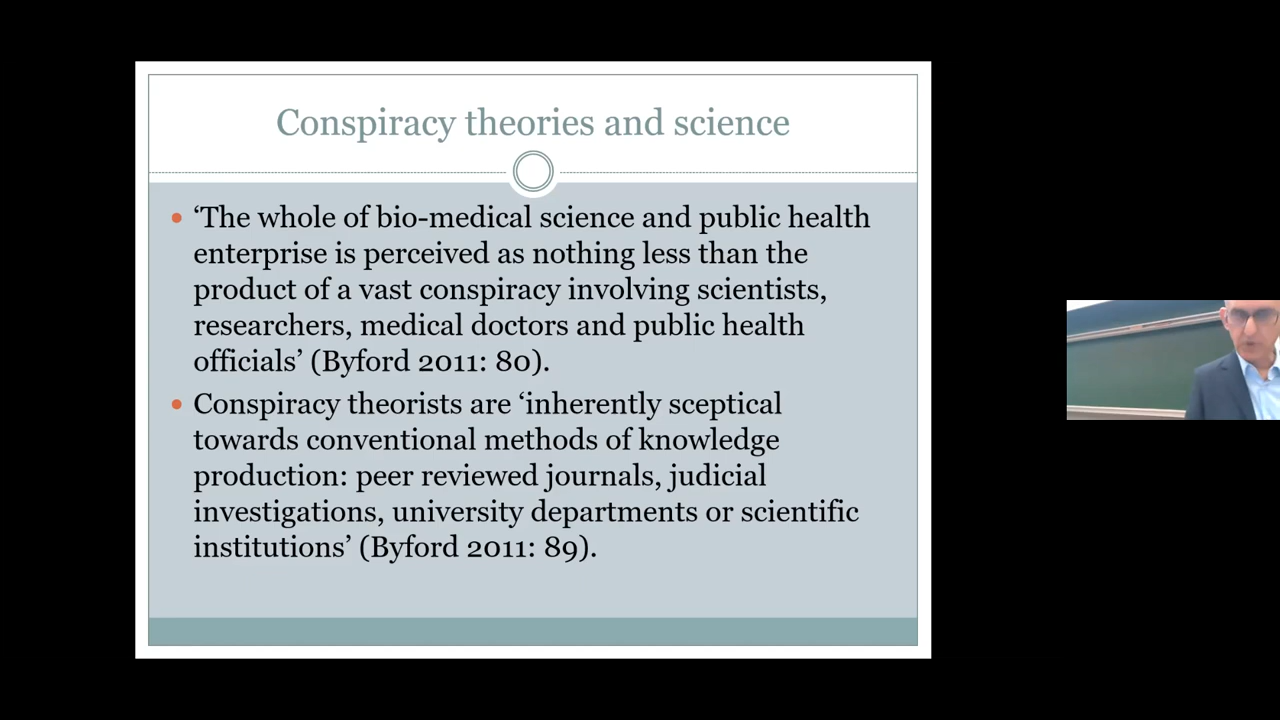 Conspiracy theories and science
• ‘The whole of bio-medical science and public health
enterprise is perceived as nothing less than the
product of a vast conspiracy involving scientists,
researchers, medical doctors and public health
officials’ (Byford 2011: 80).
• Conspiracy theorists are ‘inherently sceptical
towards conventional methods of knowledge
production: peer reviewed journals, judicial
investigations, university departments or scientific
institutions’ (Byford 2011: 89).